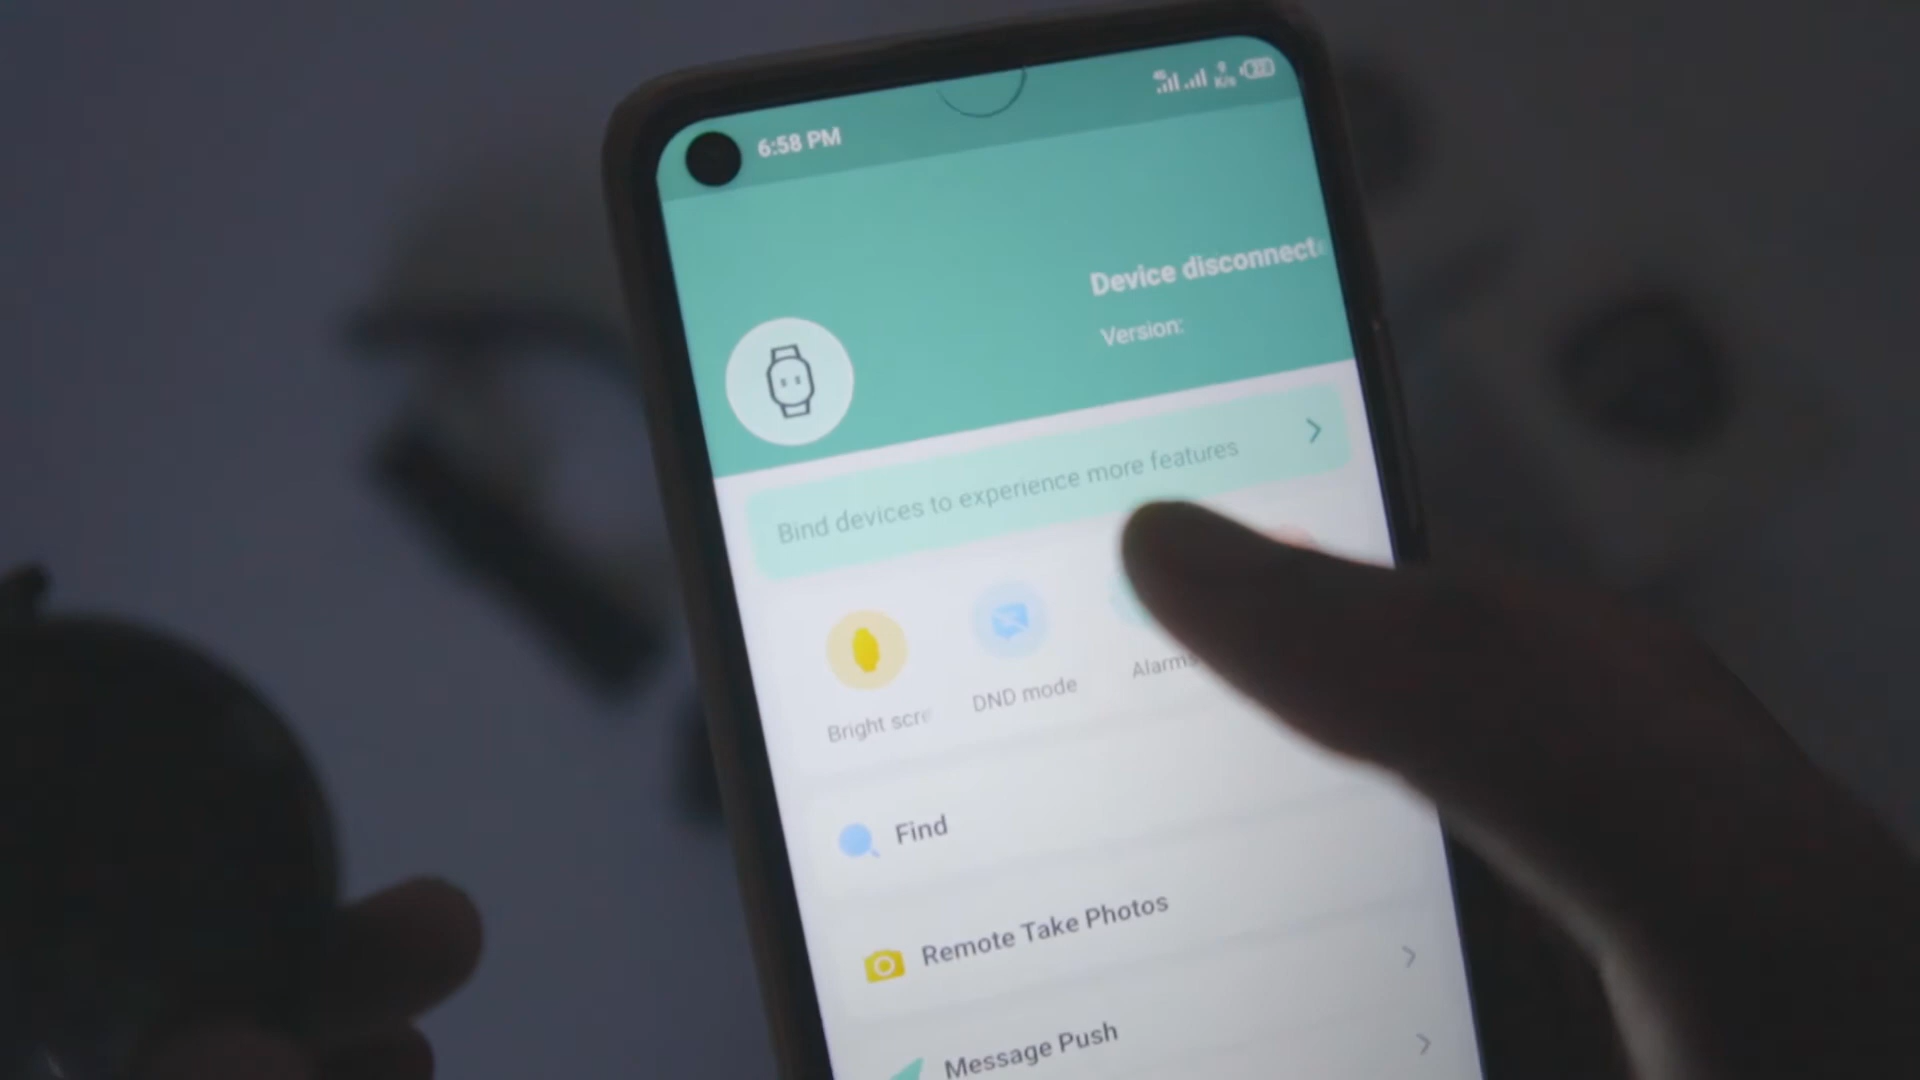 6:58 PM
Device disconnect
Version:
Bind devices to experience more features
Bright scre
DND mode
Alarms
Find
Remote Take Photos
Message Push